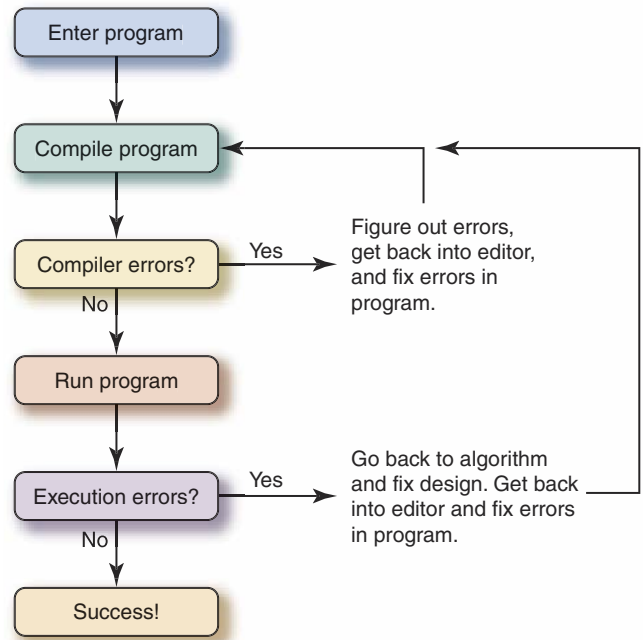 Enter program
Compile program
Compiler errors?
Yes
Figure out errors,
get back into editor,
and fix errors in
program.
No
Run program
Execution errors?
Yes
Go back to algorithm
and fix design. Get back
into editor and fix errors
in program.
No
Success!